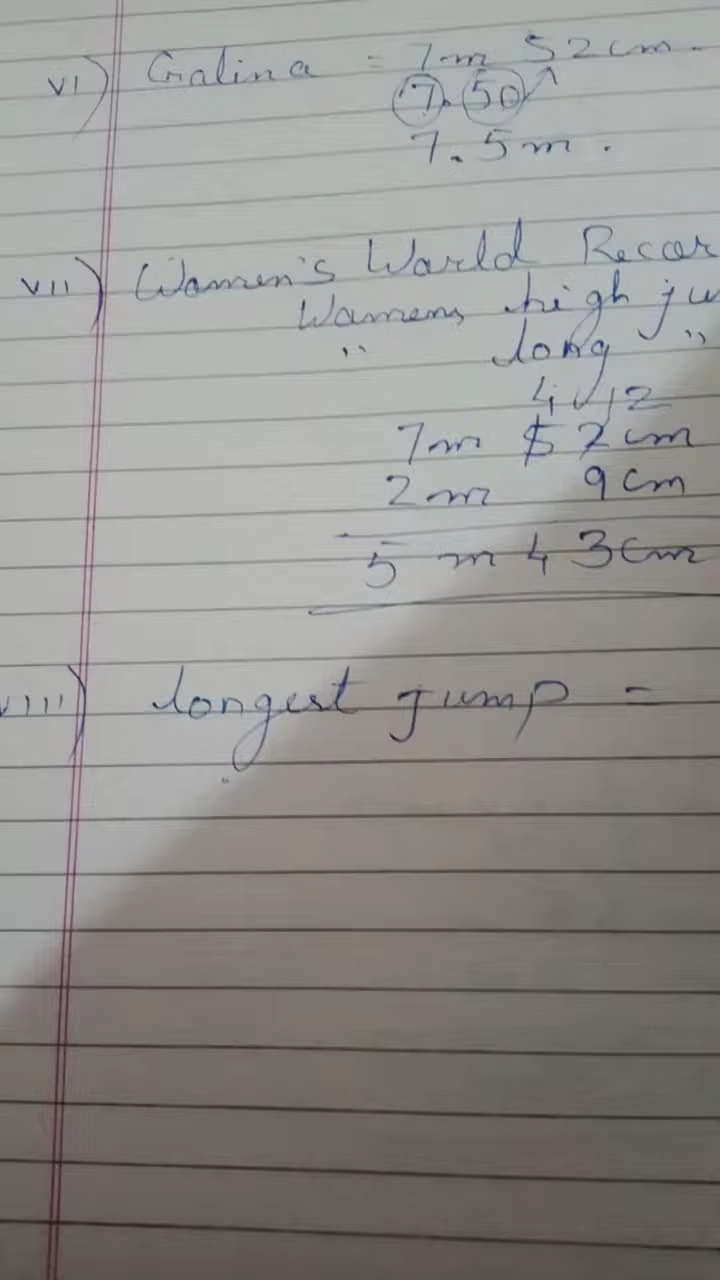 VI) Galina = 7m 52cm.
7.50
7.5m.
VII) Women's World Recor
Womens high ju
" long "
4 12
7m 52cm
2m 9cm
5 m 43cm
VIII) longest jump =